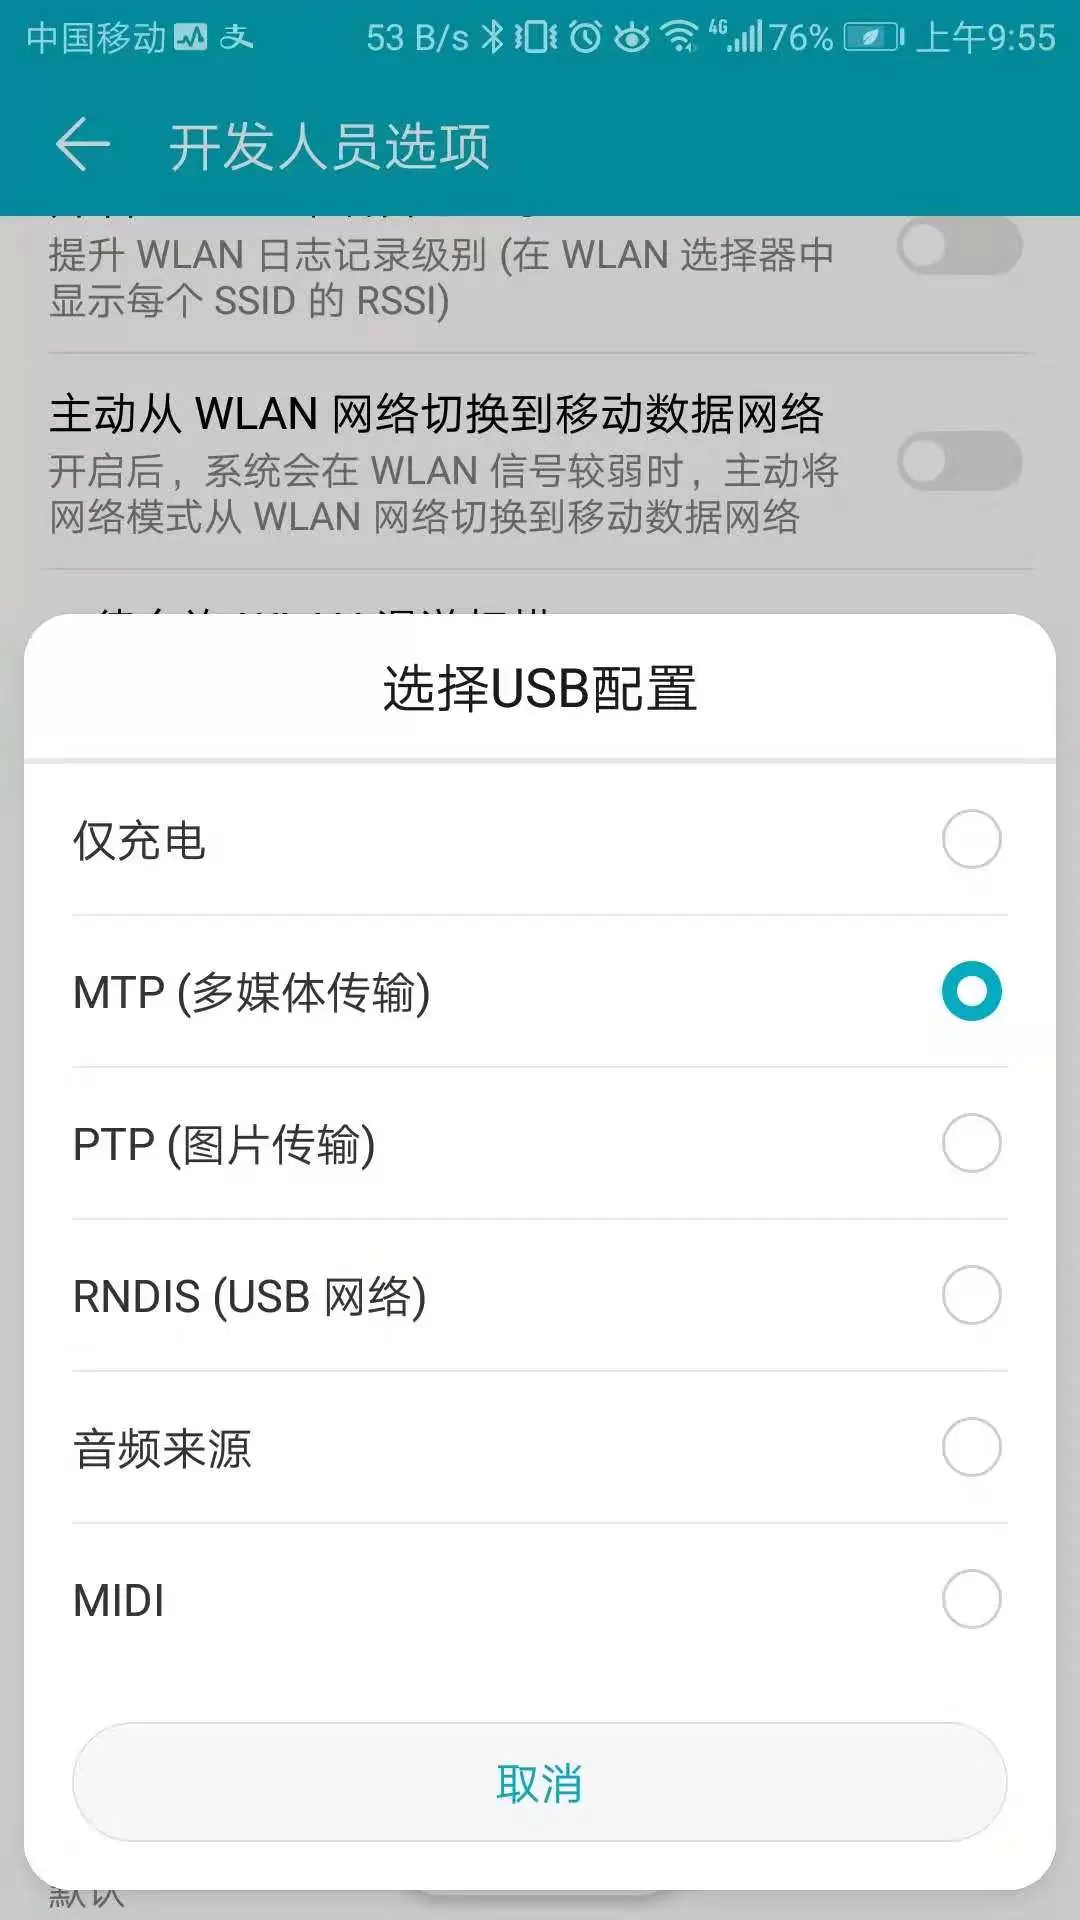 中国移动 53 B/s 4G 76% 上午9:55
开发人员选项
提升 WLAN 日志记录级别 (在 WLAN 选择器中
显示每个 SSID 的 RSSI)
主动从 WLAN 网络切换到移动数据网络
开启后，系统会在 WLAN 信号较弱时，主动将
网络模式从 WLAN 网络切换到移动数据网络
选择USB配置
仅充电
MTP (多媒体传输)
PTP (图片传输)
RNDIS (USB 网络)
音频来源
MIDI
取消
默认